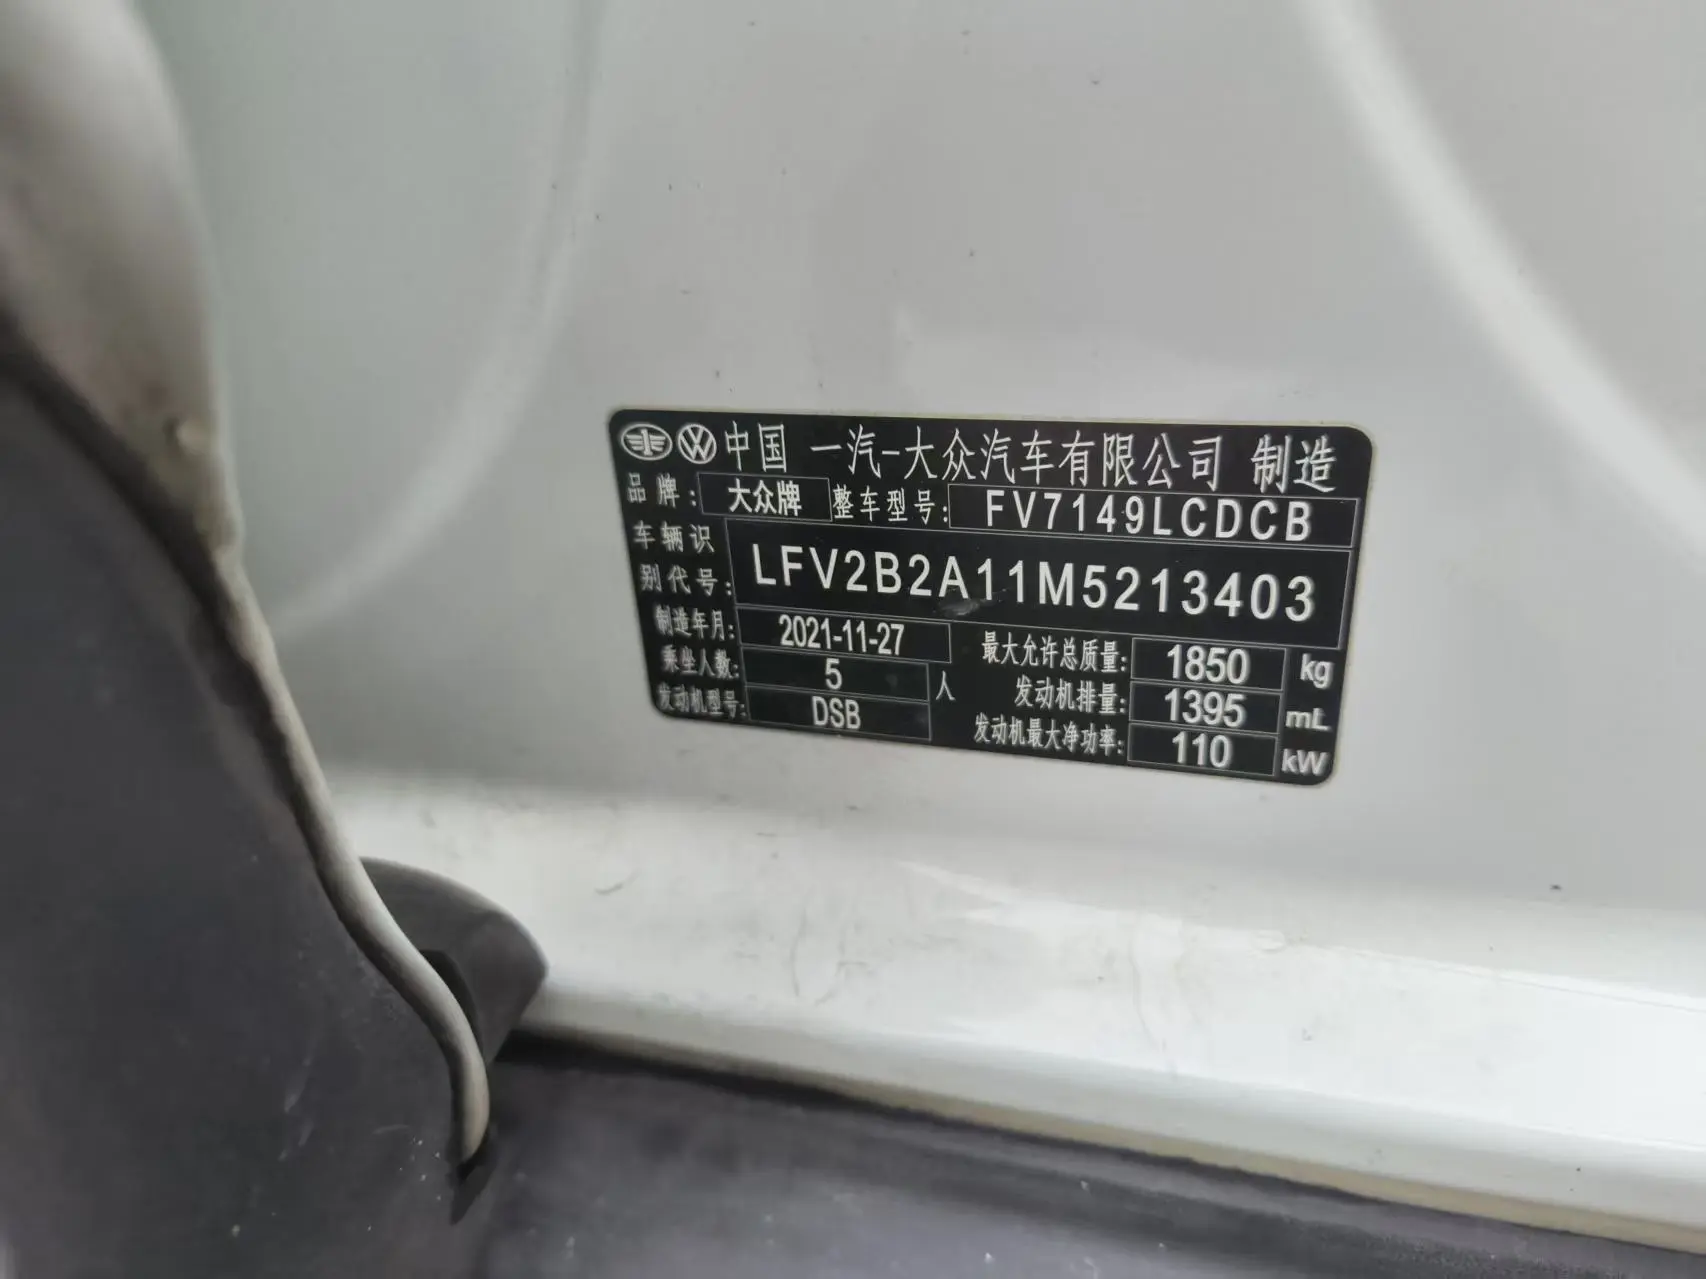 中国 一汽-大众汽车有限公司 制造
品牌: 大众牌 整车型号: FV7149LCDCB
车辆识别代号: LFV2B2A11M5213403
制造年月: 2021-11-27 最大允许总质量: 1850 kg
乘坐人数: 5 人 发动机排量: 1395 mL
发动机型号: DSB 发动机最大净功率: 110 kW